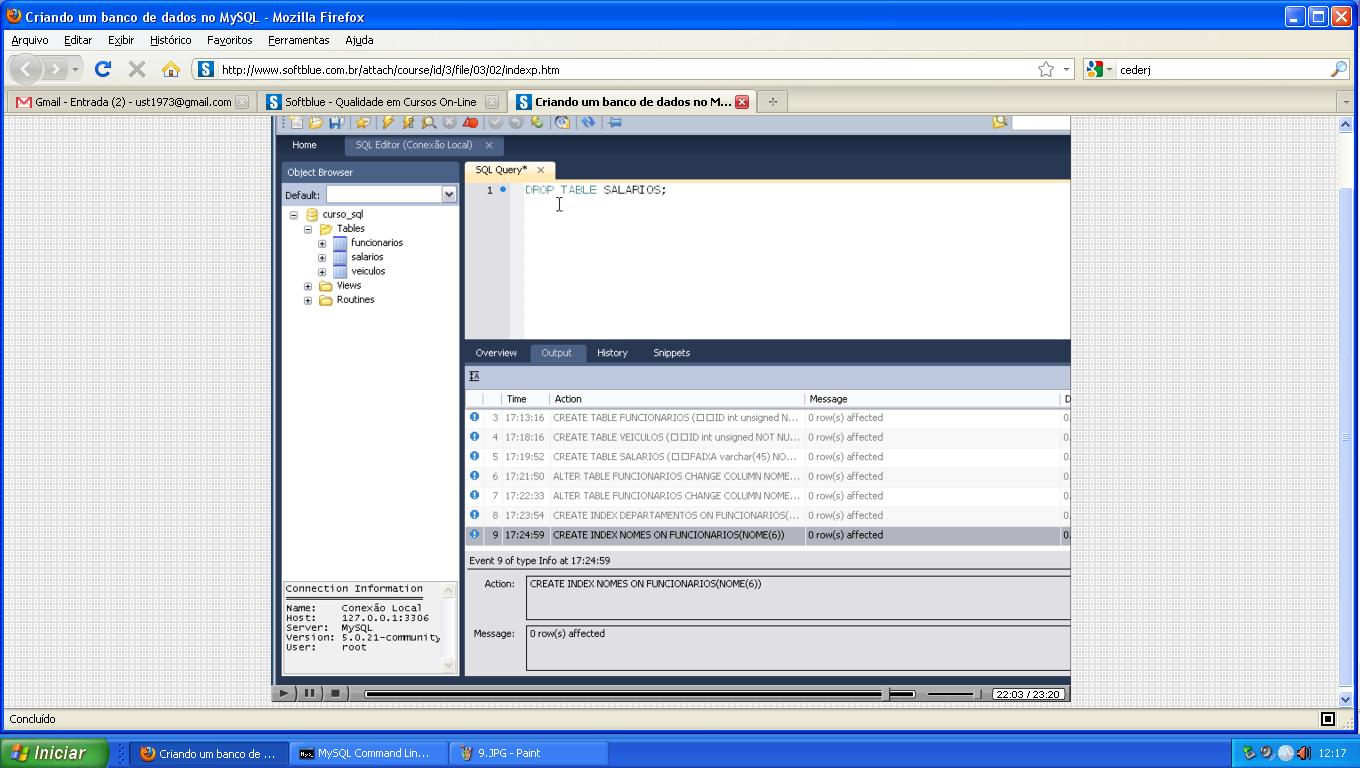 Criando um banco de dados no MySQL - Mozilla Firefox
Arquivo Editar Exibir Histórico Favoritos Ferramentas Ajuda
http://www.softblue.com.br/attach/course/id/3/file/03/02/indexp.htm
cederj
Gmail - Entrada (2) - ust1973@gmail.com
Softblue - Qualidade em Cursos On-Line
Criando um banco de dados no M...
Home
SQL Editor (Conexão Local)
Object Browser
Default:
curso_sql
Tables
funcionarios
salarios
veiculos
Views
Routines
Connection Information
Name: Conexão Local
Host: 127.0.0.1:3306
Server: MySQL
Version: 5.0.21-community
User: root
SQL Query*
1 DROP TABLE SALARIOS;
Overview Output History Snippets
Time Action Message D
3 17:13:16 CREATE TABLE FUNCIONARIOS (□□ID int unsigned N... 0 row(s) affected 0.
4 17:18:16 CREATE TABLE VEICULOS (□□ID int unsigned NOT NU... 0 row(s) affected 0.
5 17:19:52 CREATE TABLE SALARIOS (□□FAIXA varchar(45) NO... 0 row(s) affected 0.
6 17:21:50 ALTER TABLE FUNCIONARIOS CHANGE COLUMN NOME... 0 row(s) affected 0.
7 17:22:33 ALTER TABLE FUNCIONARIOS CHANGE COLUMN NOME... 0 row(s) affected 0.
8 17:23:54 CREATE INDEX DEPARTAMENTOS ON FUNCIONARIOS(... 0 row(s) affected 0.
9 17:24:59 CREATE INDEX NOMES ON FUNCIONARIOS(NOME(6)) 0 row(s) affected 0.
Event 9 of type Info at 17:24:59
Action: CREATE INDEX NOMES ON FUNCIONARIOS(NOME(6))
Message: 0 row(s) affected
22:03 / 23:20
Concluído
Iniciar
Criando um banco de ...
MySQL Command Lin...
9.JPG - Paint
12:17